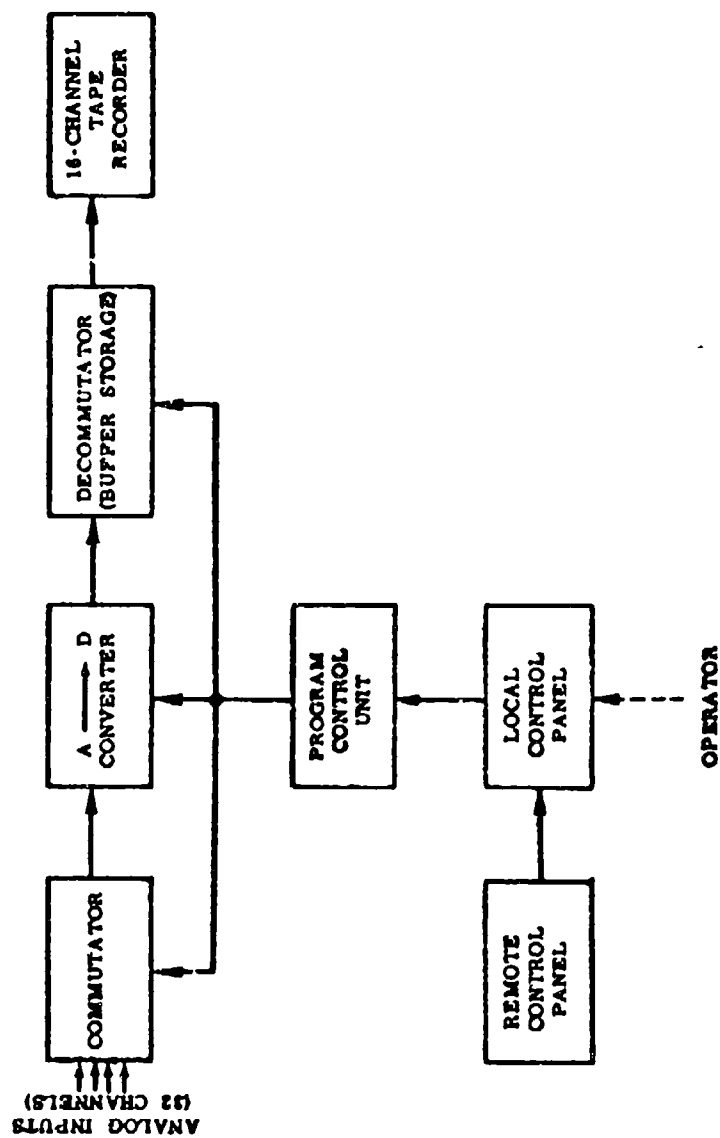 ANALOG INPUTS
(32 CHANNELS)
COMMUTATOR
A D
CONVERTER
DECOMMUTATOR
(BUFFER STORAGE)
16-CHANNEL
TAPE
RECORDER
PROGRAM
CONTROL
UNIT
REMOTE
CONTROL
PANEL
LOCAL
CONTROL
PANEL
OPERATOR